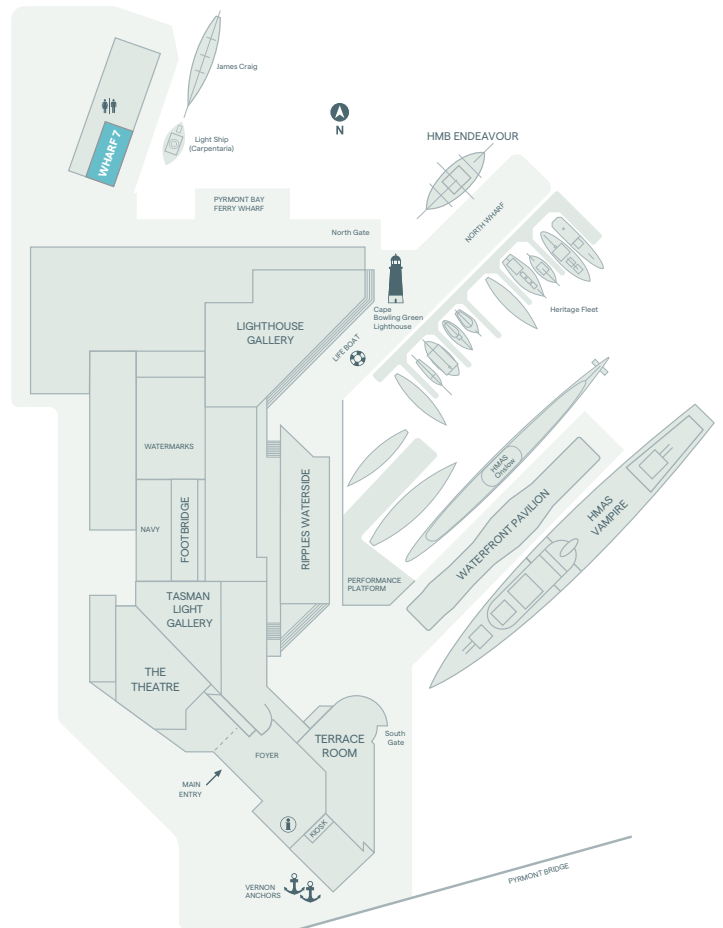 James Craig
WHARF 7
Light Ship
(Carpentaria)
N
HMB ENDEAVOUR
PYRMONT BAY
FERRY WHARF
NORTH WHARF
North Gate
Cape
Bowling Green
Lighthouse
Heritage Fleet
LIGHTHOUSE
GALLERY
LIFE BOAT
WATERMARKS
HMAS
Onslow
NAVY
FOOTBRIDGE
RIPPLES WATERSIDE
WATERFRONT PAVILION
HMAS
VAMPIRE
PERFORMANCE
PLATFORM
TASMAN
LIGHT
GALLERY
THE
THEATRE
TERRACE
ROOM
South
Gate
FOYER
MAIN
ENTRY
KIOSK
VERNON
ANCHORS
PYRMONT BRIDGE